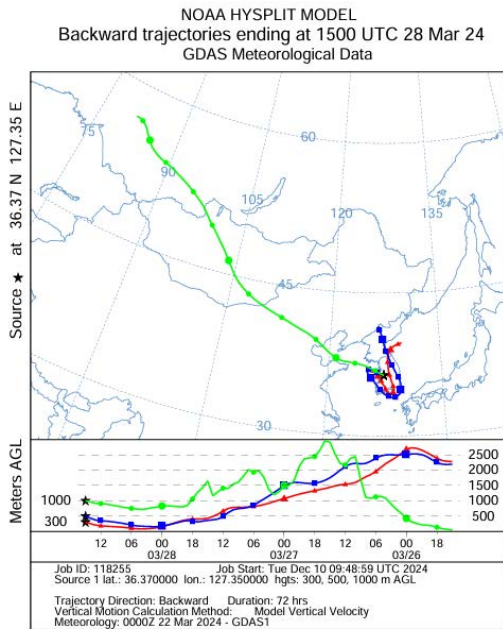 NOAA HYSPLIT MODEL
Backward trajectories ending at 1500 UTC 28 Mar 24
GDAS Meteorological Data
Source ★ at 36.37 N 127.35 E
75
90
105
120
135
60
45
30
Meters AGL
1000
300
2500
2000
1500
1000
500
12 06 00 18 12 06 00 18 12 06 00 18
03/28 03/27 03/26
Job ID: 118255 Job Start: Tue Dec 10 09:48:59 UTC 2024
Source 1 lat.: 36.370000 lon.: 127.350000 hgts: 300, 500, 1000 m AGL
Trajectory Direction: Backward Duration: 72 hrs
Vertical Motion Calculation Method: Model Vertical Velocity
Meteorology: 0000Z 22 Mar 2024 - GDAS1